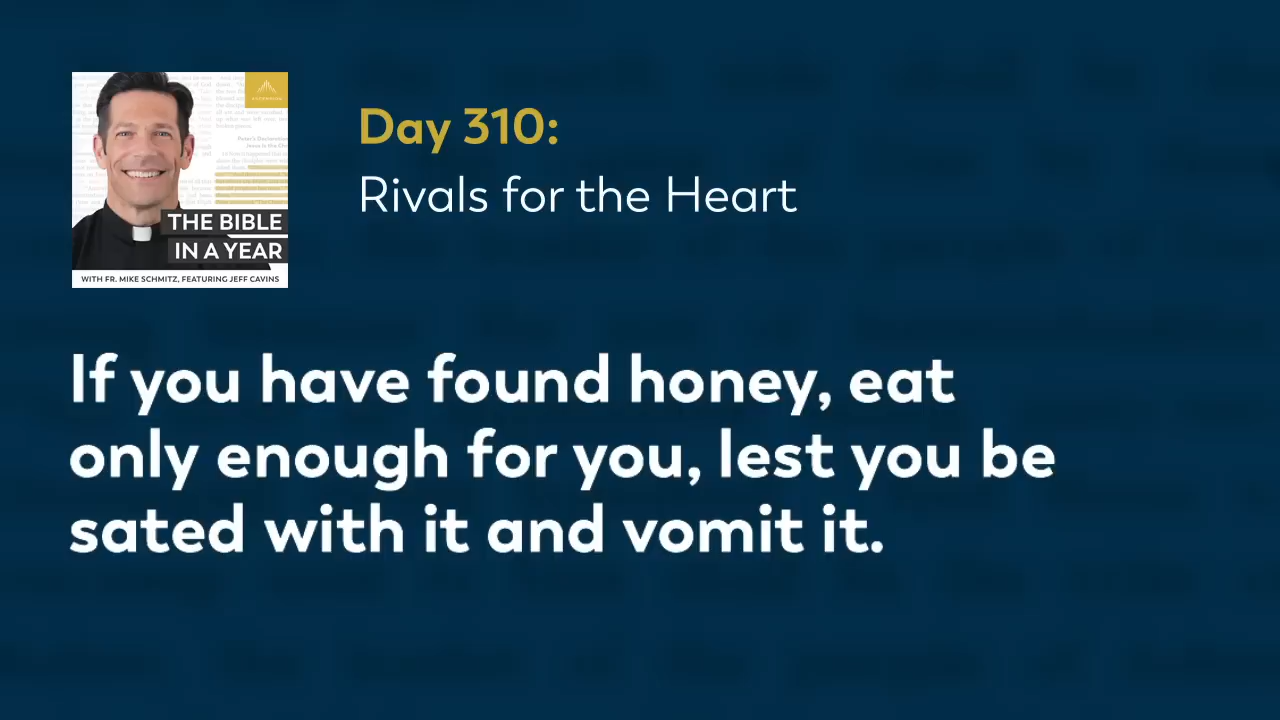 THE BIBLE
IN A YEAR
WITH FR. MIKE SCHMITZ, FEATURING JEFF CAVINS
Day 310:
Rivals for the Heart
If you have found honey, eat
only enough for you, lest you be
sated with it and vomit it.